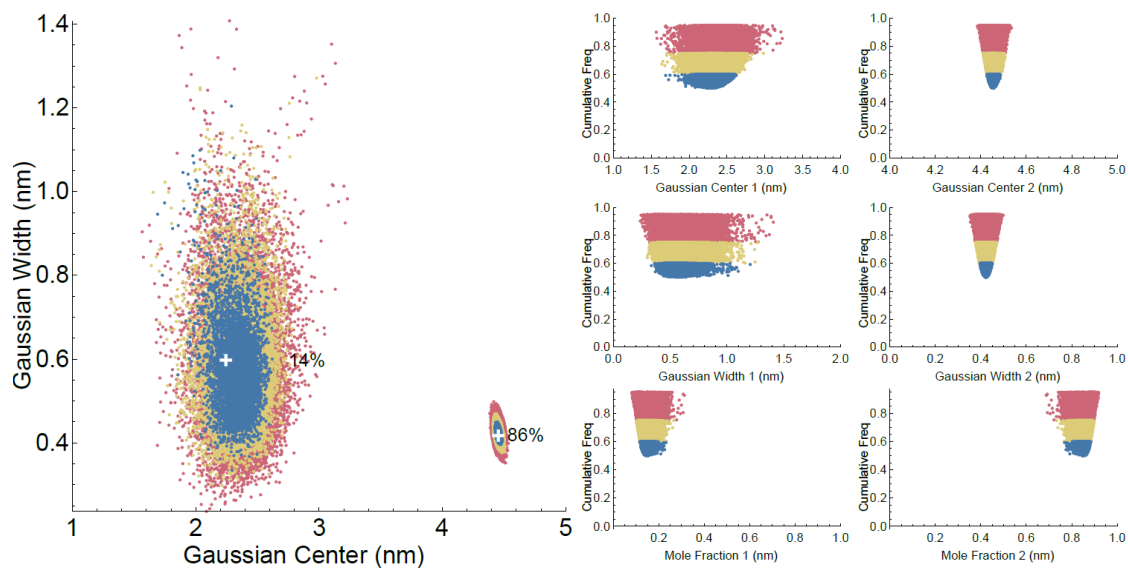 1.4
1.2
1.0
0.8
0.6
0.4
Gaussian Width (nm)
14%
86%
1 2 3 4 5
Gaussian Center (nm)
1.0
0.8
0.6
0.4
0.2
0.0
Cumulative Freq
1.0 1.5 2.0 2.5 3.0 3.5 4.0
Gaussian Center 1 (nm)
1.0
0.8
0.6
0.4
0.2
0.0
Cumulative Freq
4.0 4.2 4.4 4.6 4.8 5.0
Gaussian Center 2 (nm)
1.0
0.8
0.6
0.4
0.2
0.0
Cumulative Freq
0.0 0.5 1.0 1.5 2.0
Gaussian Width 1 (nm)
1.0
0.8
0.6
0.4
0.2
0.0
Cumulative Freq
0.0 0.2 0.4 0.6 0.8 1.0
Gaussian Width 2 (nm)
0.8
0.6
0.4
0.2
0.0
Cumulative Freq
0.2 0.4 0.6 0.8 1.0
Mole Fraction 1 (nm)
0.8
0.6
0.4
0.2
0.0
Cumulative Freq
0.2 0.4 0.6 0.8 1.0
Mole Fraction 2 (nm)